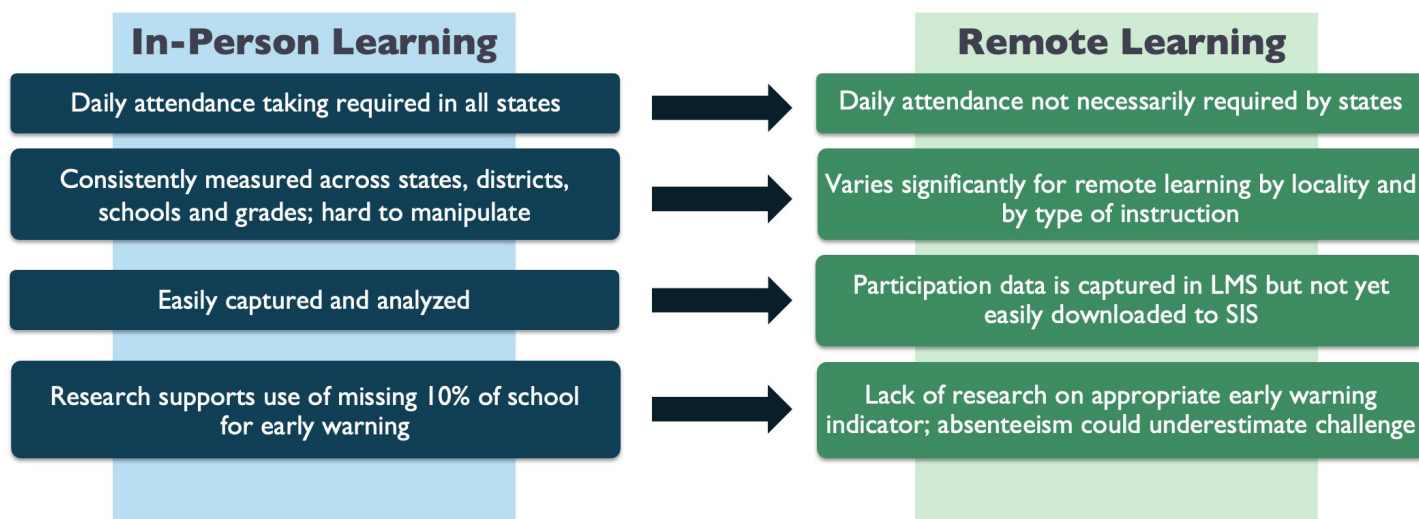 In-Person Learning
Remote Learning
Daily attendance taking required in all states
Daily attendance not necessarily required by states
Consistently measured across states, districts,
schools and grades; hard to manipulate
Varies significantly for remote learning by locality and
by type of instruction
Easily captured and analyzed
Participation data is captured in LMS but not yet
easily downloaded to SIS
Research supports use of missing 10% of school
for early warning
Lack of research on appropriate early warning
indicator; absenteeism could underestimate challenge